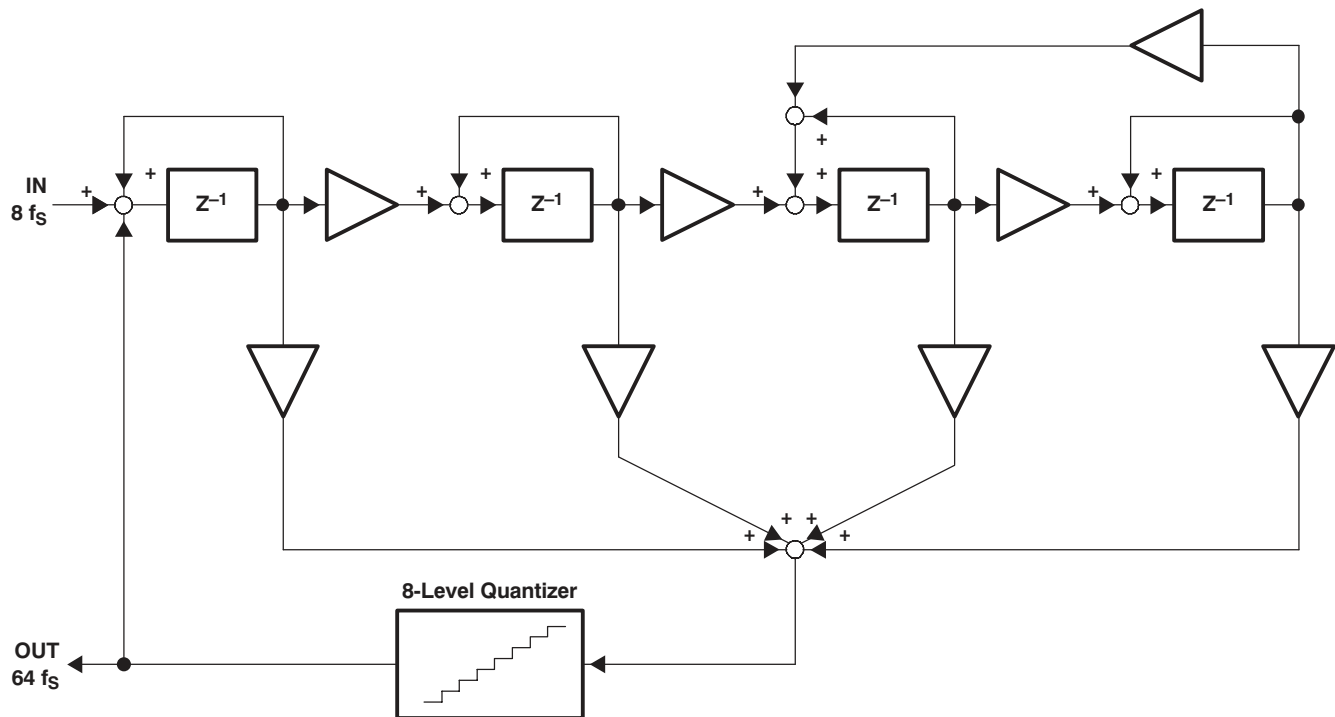 + + + + +
+ + +
IN
8 fS
+ Z–1 + Z–1 + Z–1 + Z–1
+ + + +
+ +
8-Level Quantizer
OUT
64 fS